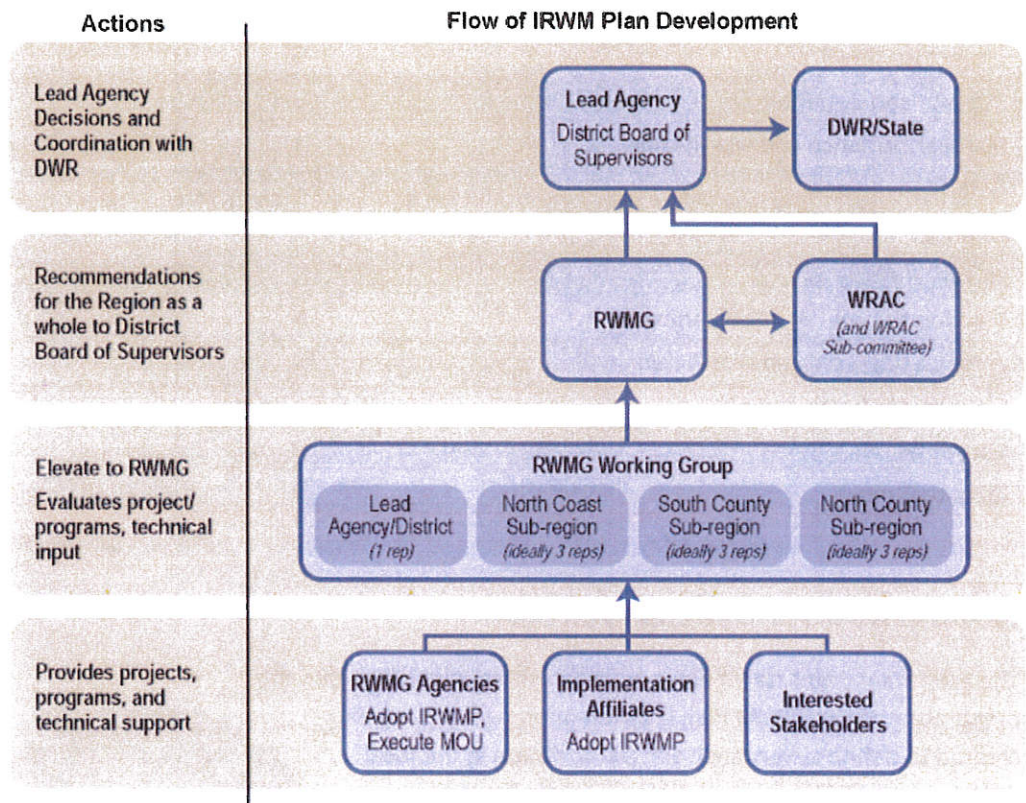 Actions
Flow of IRWM Plan Development
Lead Agency
Decisions and
Coordination with
DWR
Lead Agency
District Board of
Supervisors
DWR/State
Recommendations
for the Region as a
whole to District
Board of Supervisors
RWMG
WRAC
(and WRAC
Sub-committee)
Elevate to RWMG
Evaluates project/
programs, technical
input
RWMG Working Group
Lead
Agency/District
(1 rep)
North Coast
Sub-region
(ideally 3 reps)
South County
Sub-region
(ideally 3 reps)
North County
Sub-region
(ideally 3 reps)
Provides projects,
programs, and
technical support
RWMG Agencies
Adopt IRWMP,
Execute MOU
Implementation
Affiliates
Adopt IRWMP
Interested
Stakeholders